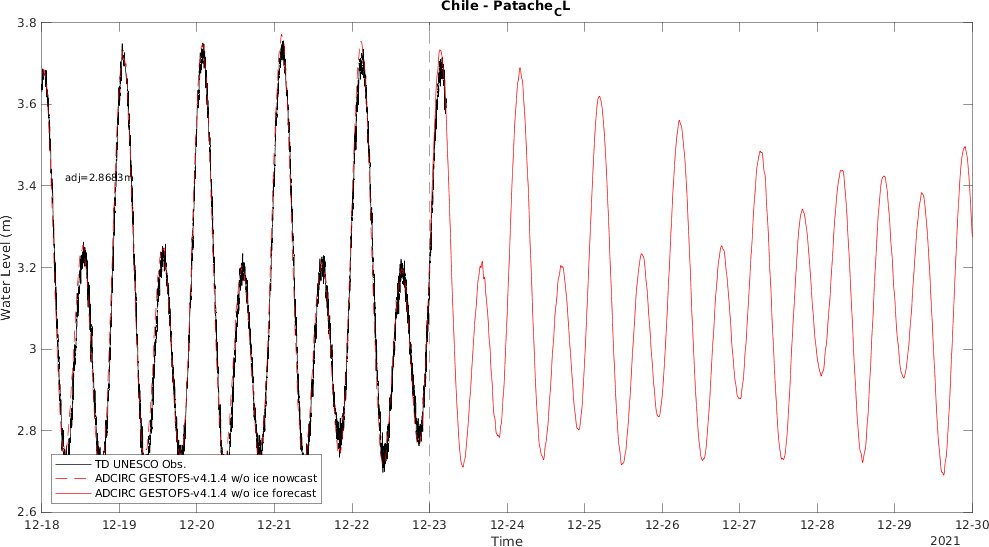 Chile - Patache_CL
3.8
3.6
3.4
3.2
3
2.8
2.6
Water Level (m)
adj=2.8683m
TD UNESCO Obs.
ADCIRC GESTOFS-v4.1.4 w/o ice nowcast
ADCIRC GESTOFS-v4.1.4 w/o ice forecast
12-18 12-19 12-20 12-21 12-22 12-23 12-24 12-25 12-26 12-27 12-28 12-29 12-30
Time
2021